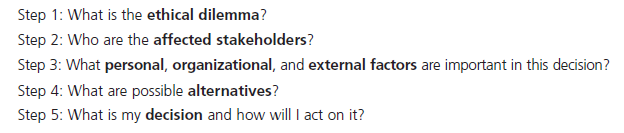 Step 1: What is the ethical dilemma?
Step 2: Who are the affected stakeholders?
Step 3: What personal, organizational, and external factors are important in this decision?
Step 4: What are possible alternatives?
Step 5: What is my decision and how will I act on it?